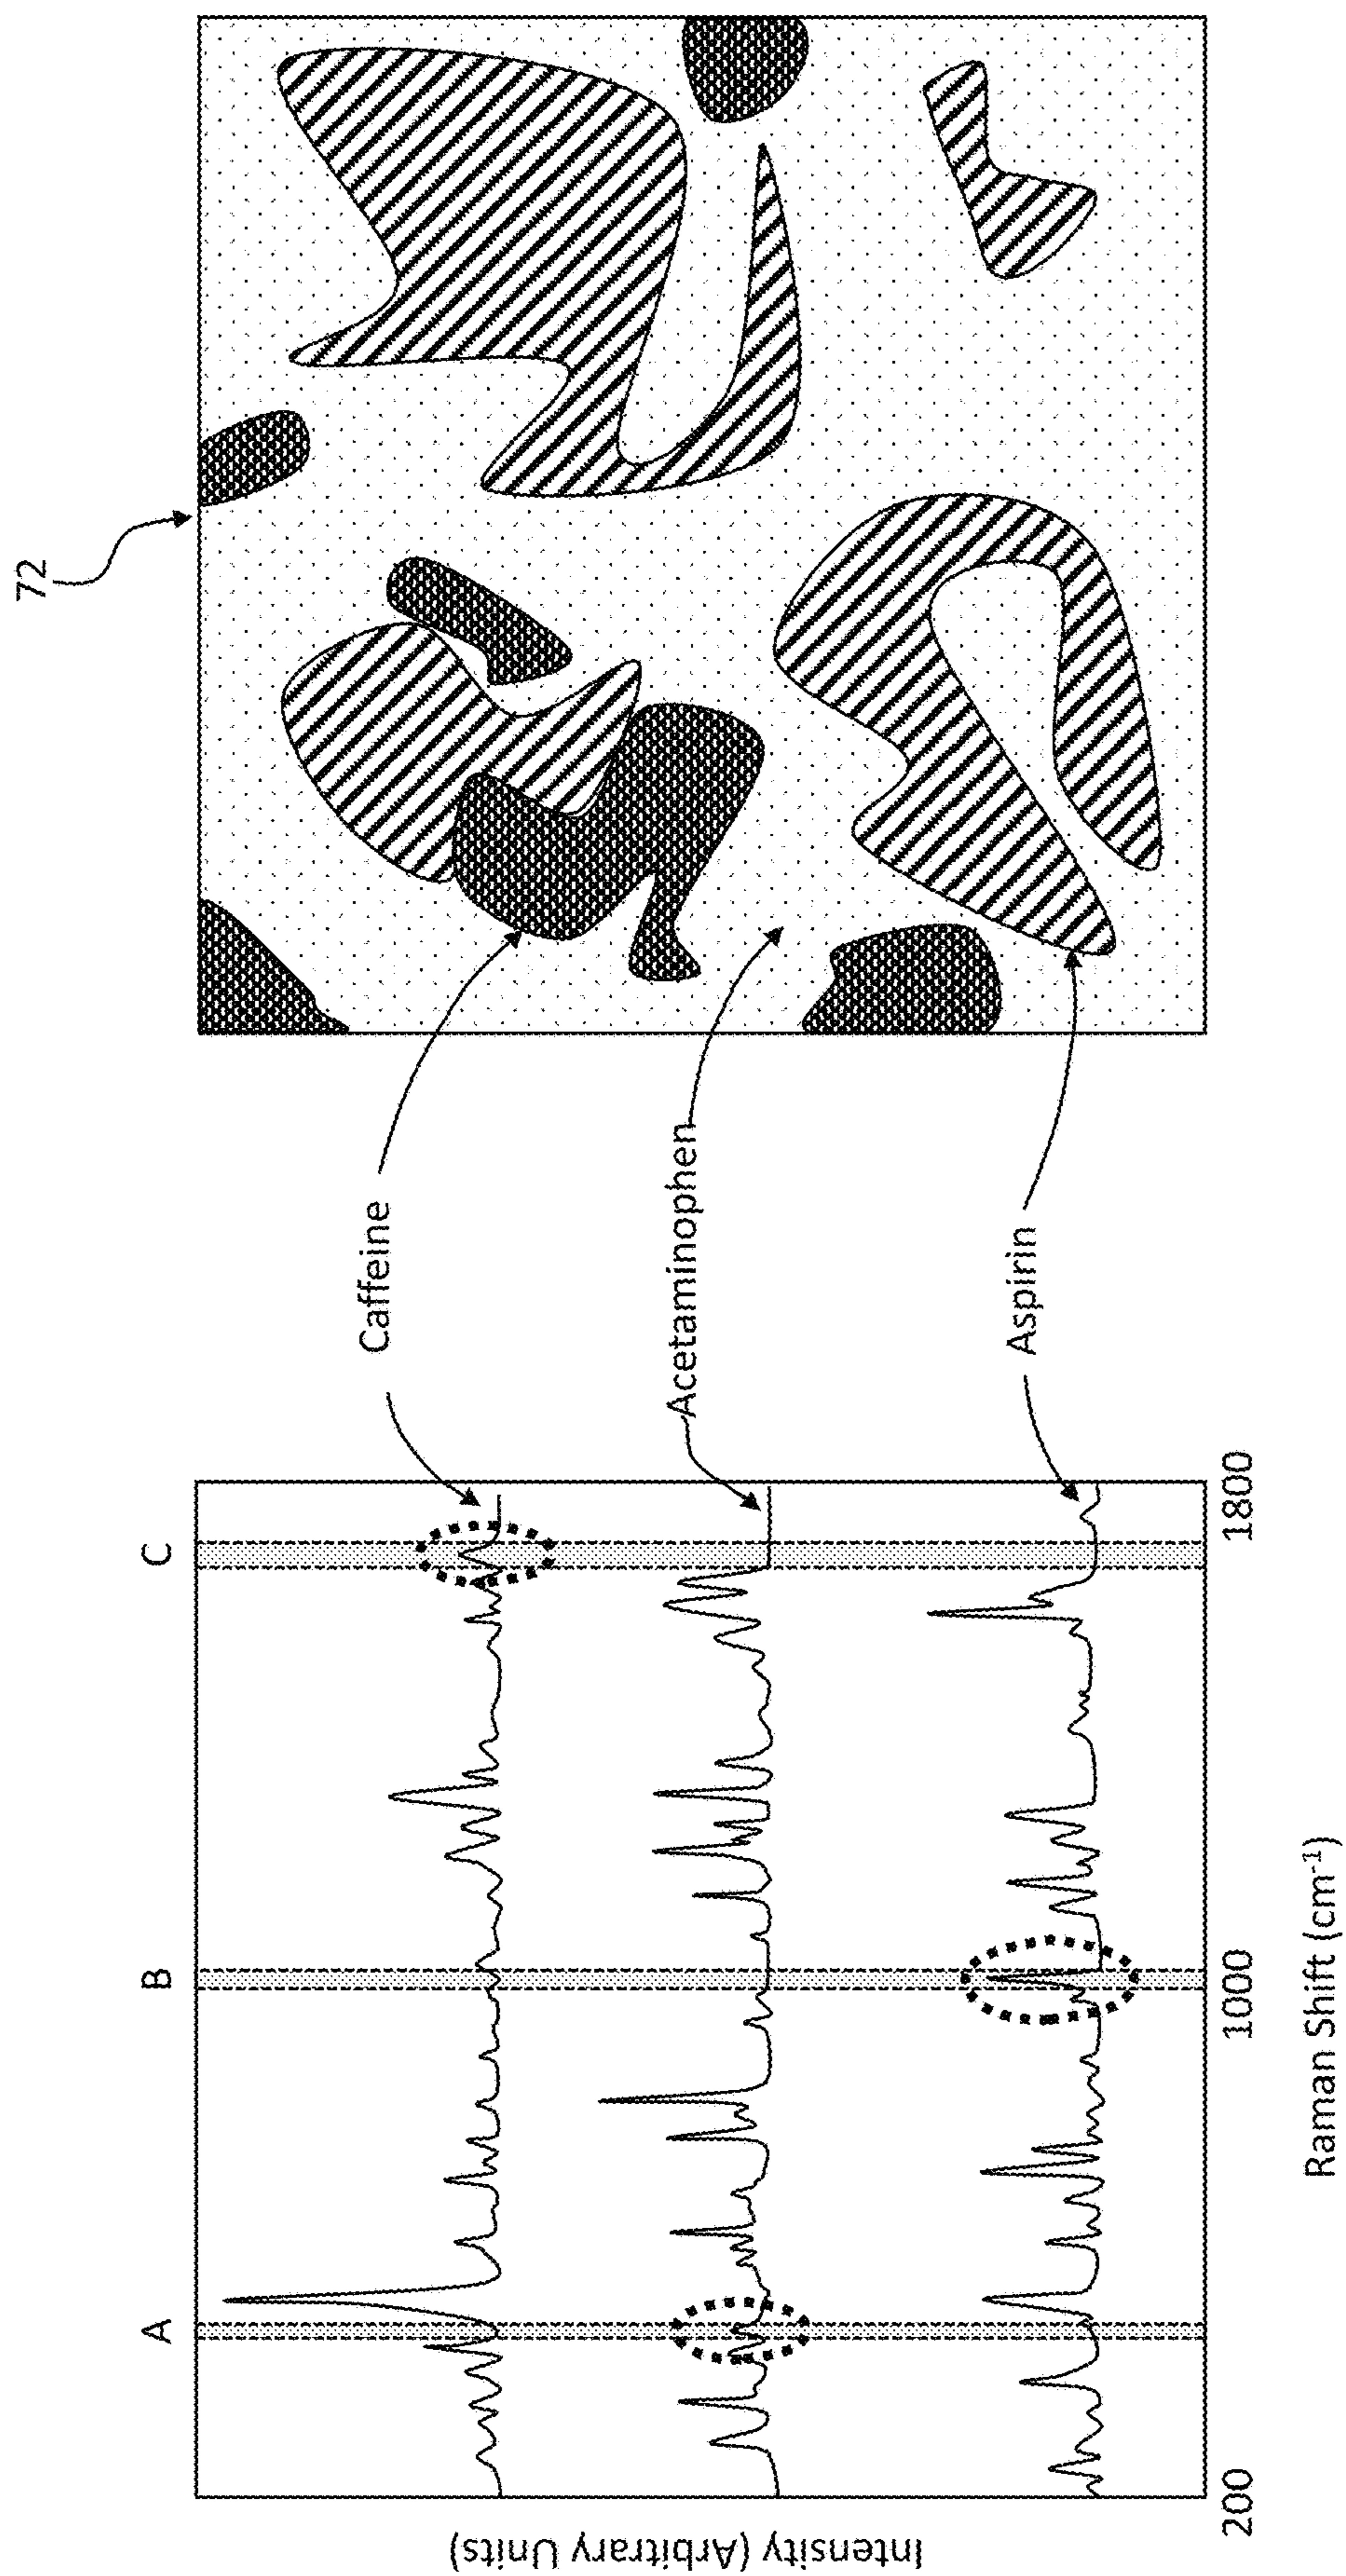 72
A
B
C
Caffeine
Acetaminophen
Aspirin
Intensity (Arbitrary Units)
200
1000
1800
Raman Shift (cm⁻¹)